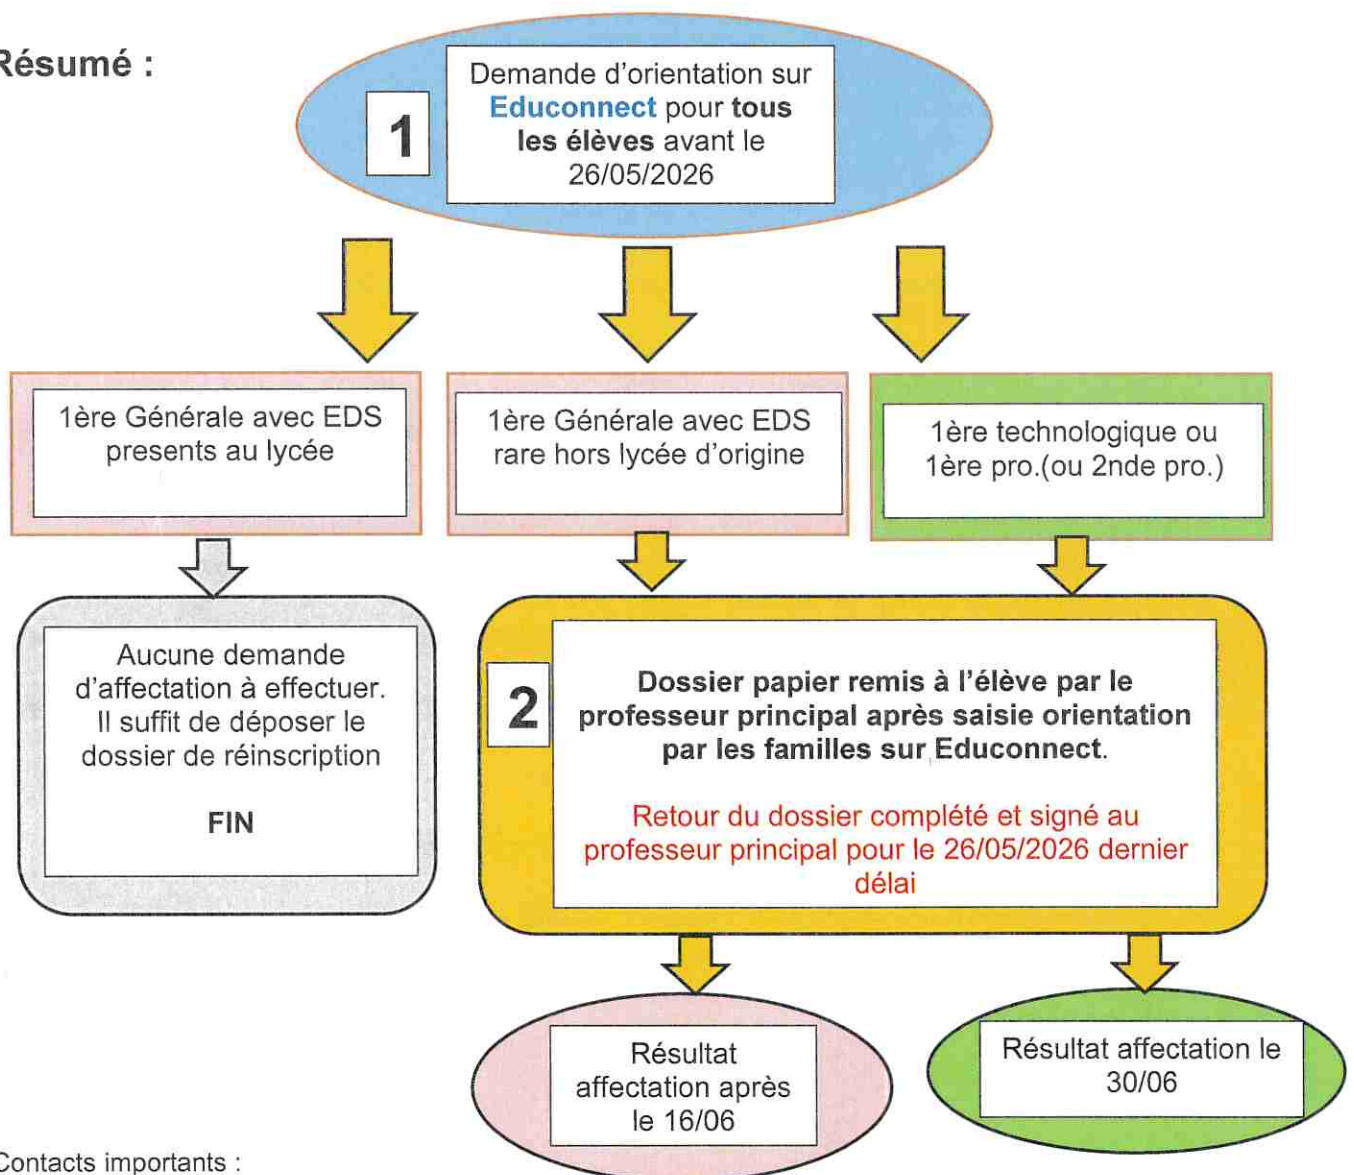 Résumé :
1
Demande d'orientation sur
Educonnect pour tous
les élèves avant le
26/05/2026
1ère Générale avec EDS
presents au lycée
1ère Générale avec EDS
rare hors lycée d'origine
1ère technologique ou
1ère pro.(ou 2nde pro.)
Aucune demande
d'affectation à effectuer.
Il suffit de déposer le
dossier de réinscription
FIN
2
Dossier papier remis à l'élève par le
professeur principal après saisie orientation
par les familles sur Educonnect.
Retour du dossier complété et signé au
professeur principal pour le 26/05/2026 dernier
délai
Résultat
affectation après
le 16/06
Résultat affectation le
30/06
Contacts importants :